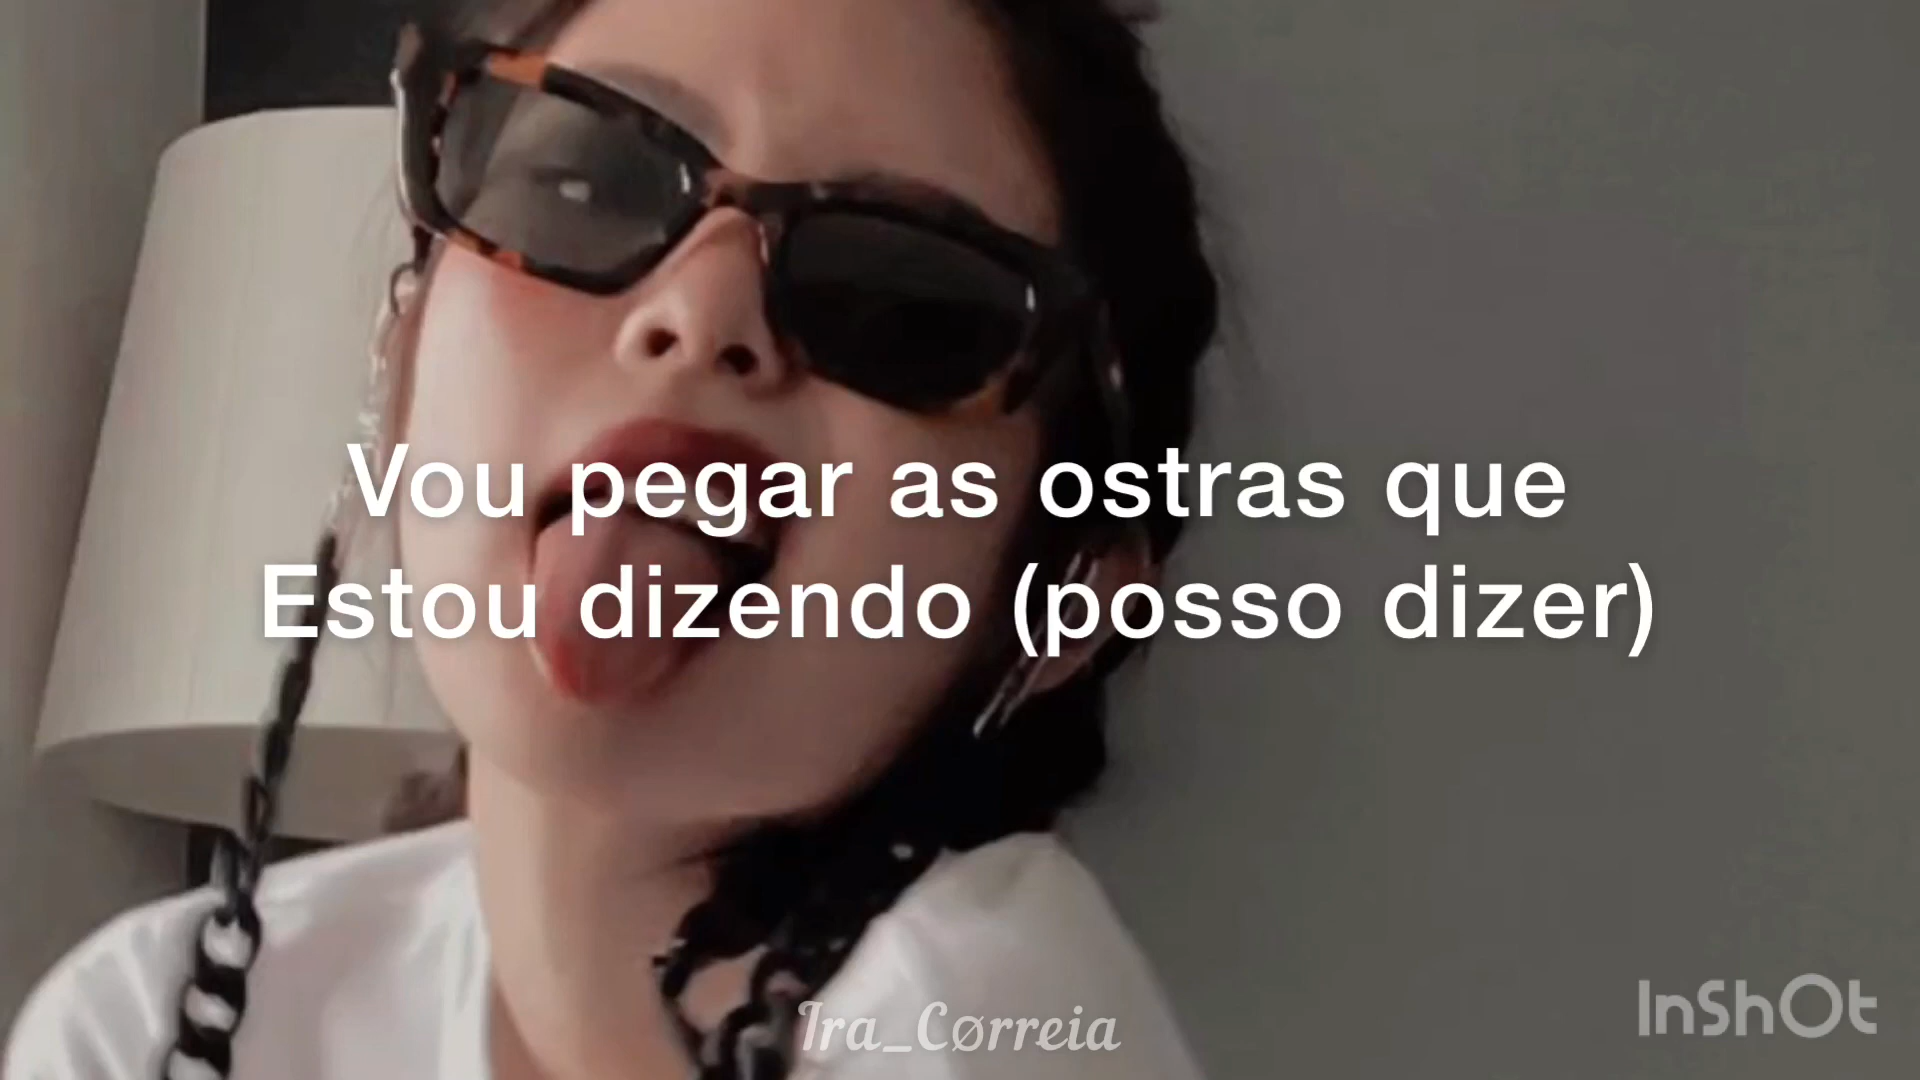 Vou pegar as ostras que
Estou dizendo (posso dizer)
Ira_Cørreia
InShOt